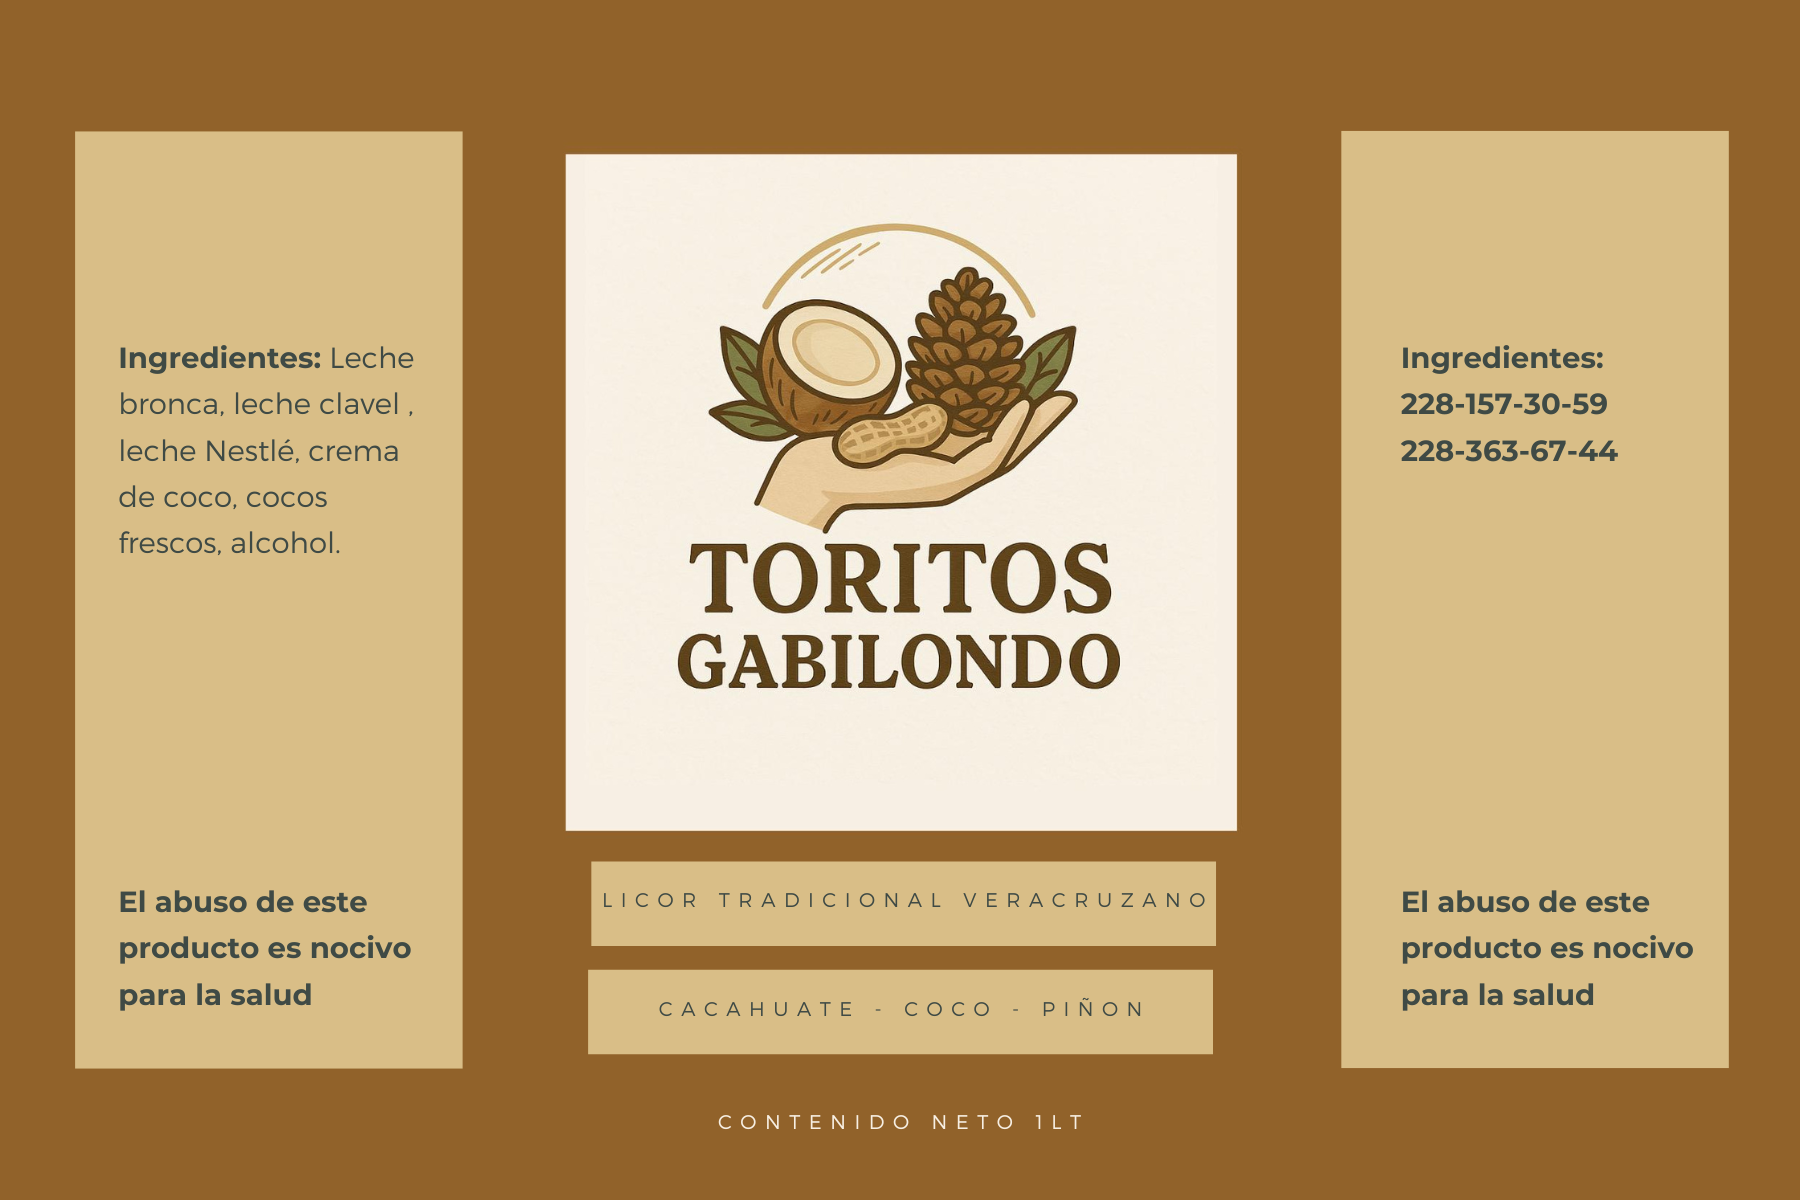 Ingredientes: Leche
bronca, leche clavel ,
leche Nestlé, crema
de coco, cocos
frescos, alcohol.
El abuso de este
producto es nocivo
para la salud
TORITOS
GABILONDO
LICOR TRADICIONAL VERACRUZANO
CACAHUATE - COCO - PIÑON
CONTENIDO NETO 1LT
Ingredientes:
228-157-30-59
228-363-67-44
El abuso de este
producto es nocivo
para la salud